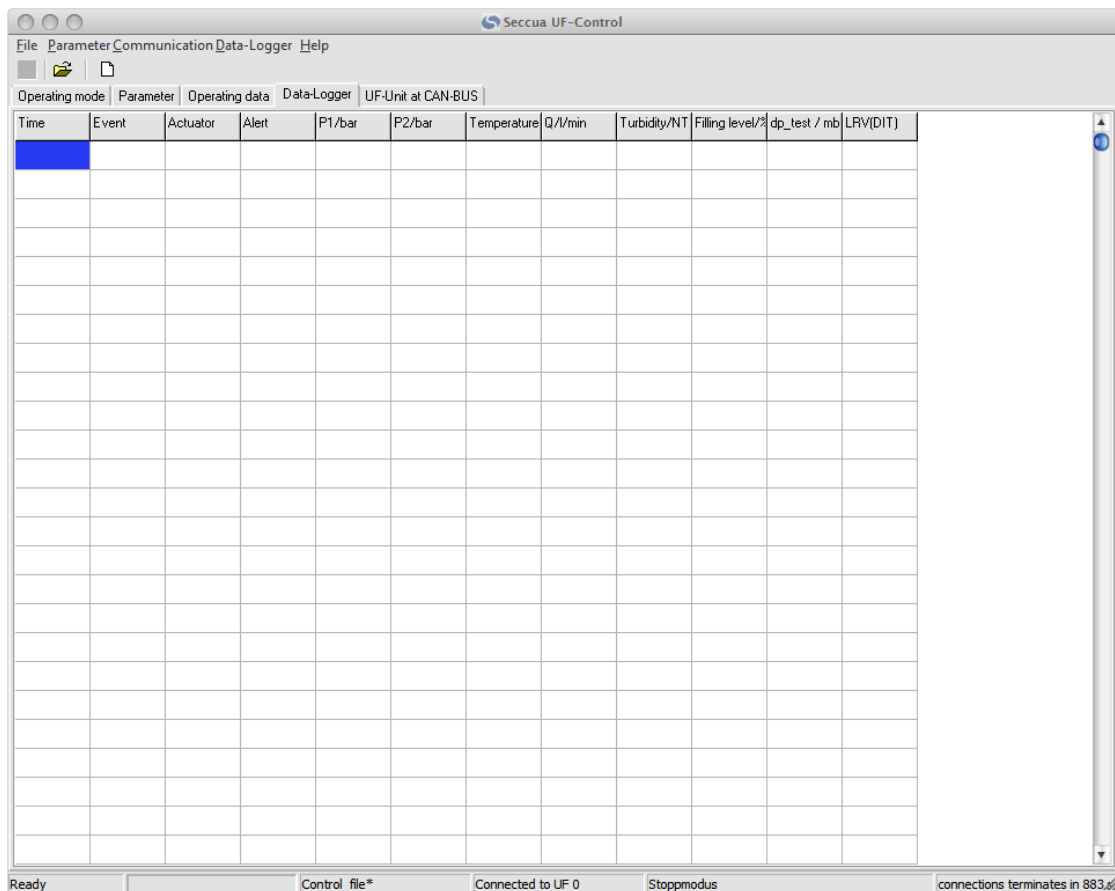 Seccua UF-Control
File Parameter Communication Data-Logger Help
Operating mode Parameter Operating data Data-Logger UF-Unit at CAN-BUS
Time Event Actuator Alert P1/bar P2/bar Temperature Q/l/min Turbidity/NT Filling level/% dp_test / mb LRV(DIT)
Ready Control file* Connected to UF 0 Stoppmodus connections terminates in 883